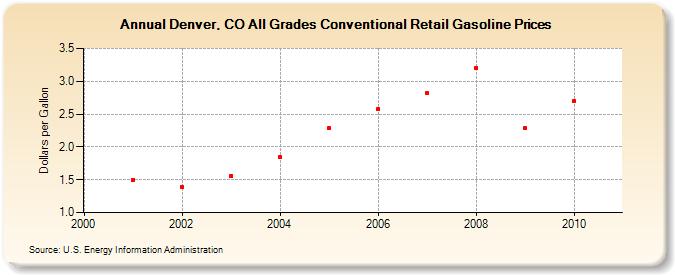 Annual Denver, CO All Grades Conventional Retail Gasoline Prices
Dollars per Gallon
3.5
3.0
2.5
2.0
1.5
1.0
2000 2002 2004 2006 2008 2010
Source: U.S. Energy Information Administration